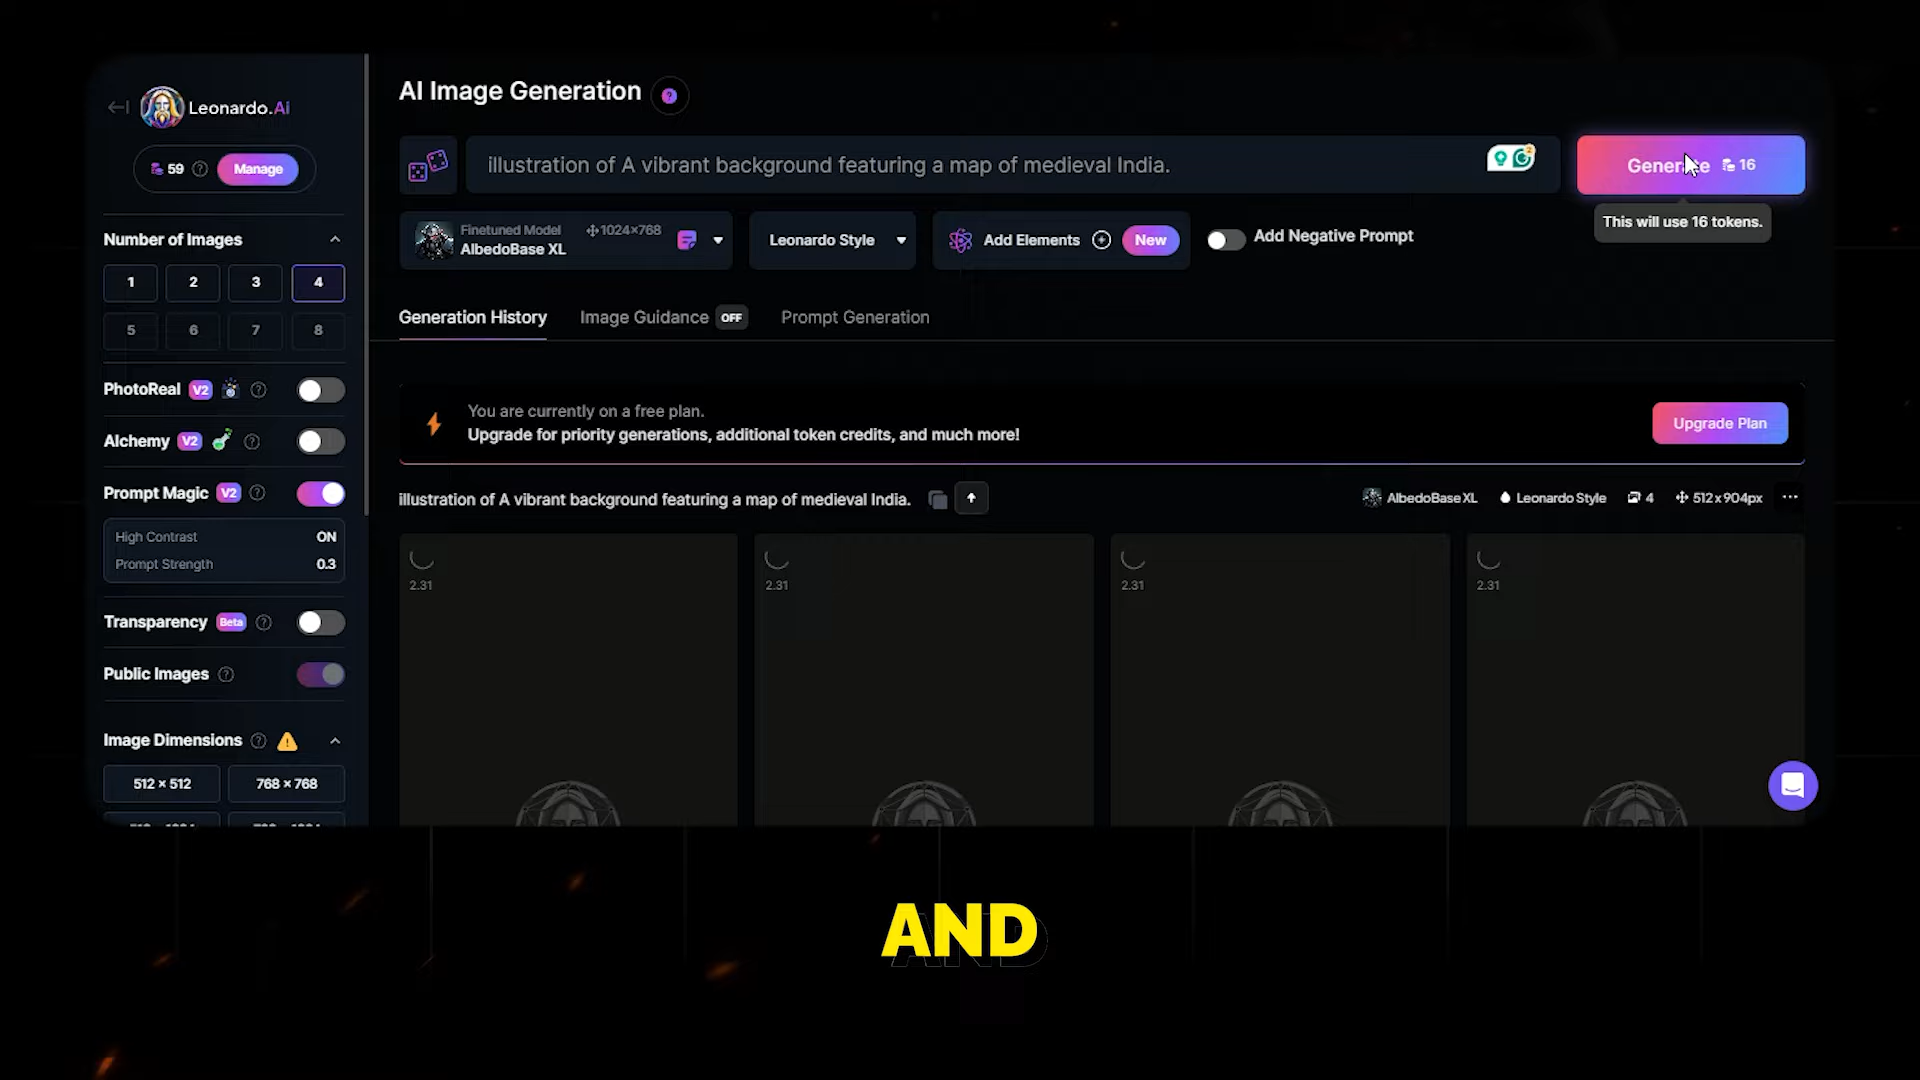 Leonardo.Ai
59 Manage
Number of Images
1 2 3 4
5 6 7 8
PhotoReal V2
Alchemy V2
Prompt Magic V2
High Contrast ON
Prompt Strength 0.3
Transparency Beta
Public Images
Image Dimensions
512 × 512 768 × 768
AI Image Generation
illustration of A vibrant background featuring a map of medieval India.
Generate 16
This will use 16 tokens.
Finetuned Model 1024×768
AlbedoBase XL
Leonardo Style
Add Elements New
Add Negative Prompt
Generation History Image Guidance OFF Prompt Generation
You are currently on a free plan.
Upgrade for priority generations, additional token credits, and much more!
Upgrade Plan
illustration of A vibrant background featuring a map of medieval India.
AlbedoBase XL Leonardo Style 4 512 x 904px
2.31 2.31 2.31 2.31
AND